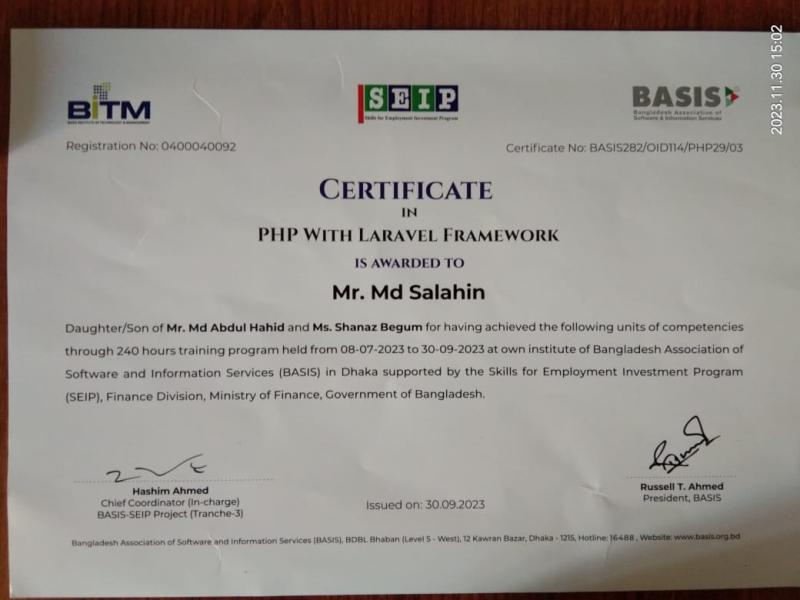 2023.11.30 15:02
BiTM
BASIS INSTITUTE OF TECHNOLOGY & MANAGEMENT
SEIP
Skills for Employment Investment Program
BASIS
Bangladesh Association of
Software & Information Services
Registration No: 0400040092
Certificate No: BASIS282/OID114/PHP29/03
CERTIFICATE
IN
PHP WITH LARAVEL FRAMEWORK
IS AWARDED TO
Mr. Md Salahin
Daughter/Son of Mr. Md Abdul Hahid and Ms. Shanaz Begum for having achieved the following units of competencies
through 240 hours training program held from 08-07-2023 to 30-09-2023 at own institute of Bangladesh Association of
Software and Information Services (BASIS) in Dhaka supported by the Skills for Employment Investment Program
(SEIP), Finance Division, Ministry of Finance, Government of Bangladesh.
Hashim Ahmed
Chief Coordinator (In-charge)
BASIS-SEIP Project (Tranche-3)
Issued on: 30.09.2023
Russell T. Ahmed
President, BASIS
Bangladesh Association of Software and Information Services (BASIS), BDBL Bhaban (Level 5 - West), 12 Kawran Bazar, Dhaka - 1215, Hotline: 16488 , Website: www.basis.org.bd